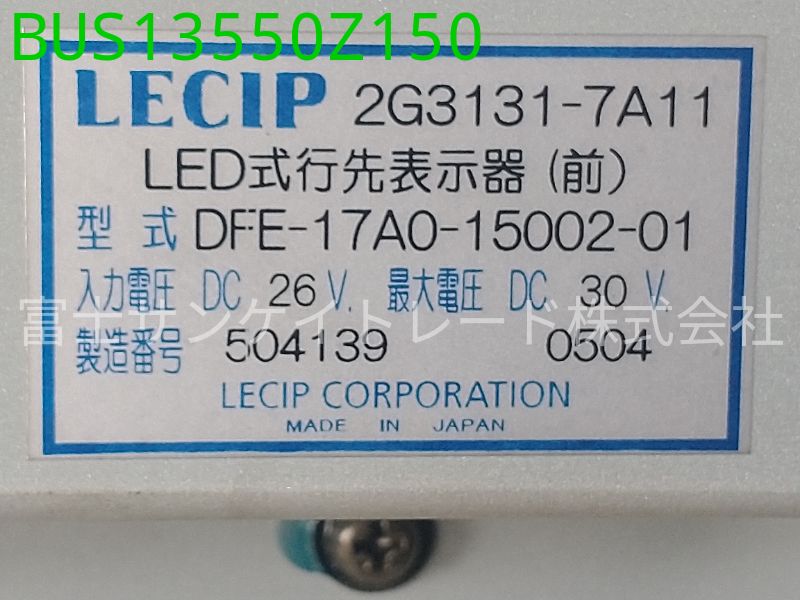 BUS13550Z150
LECIP 2G3131-7A11
LED式行先表示器(前)
型式 DFE-17A0-15002-01
入力電圧 DC 26 V. 最大電圧 DC 30 V.
富士サンケイトレード株式会社
製造番号 504139 0504
LECIP CORPORATION
MADE IN JAPAN